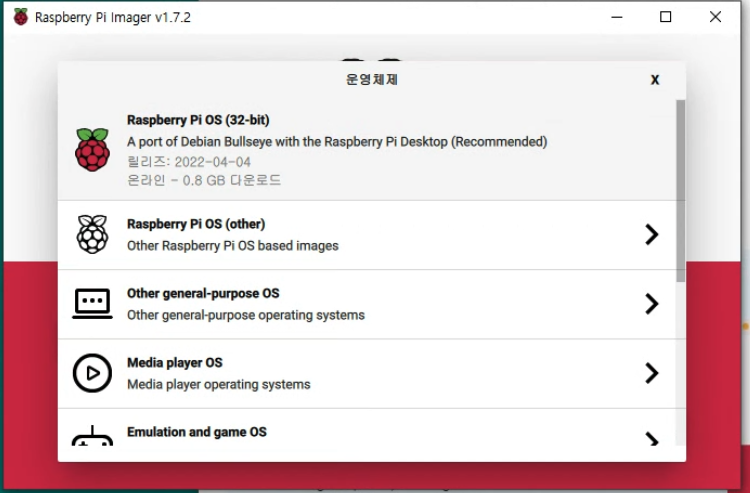 Raspberry Pi Imager v1.7.2
운영체제
X
Raspberry Pi OS (32-bit)
A port of Debian Bullseye with the Raspberry Pi Desktop (Recommended)
릴리즈: 2022-04-04
온라인 - 0.8 GB 다운로드
Raspberry Pi OS (other)
Other Raspberry Pi OS based images
Other general-purpose OS
Other general-purpose operating systems
Media player OS
Media player operating systems
Emulation and game OS